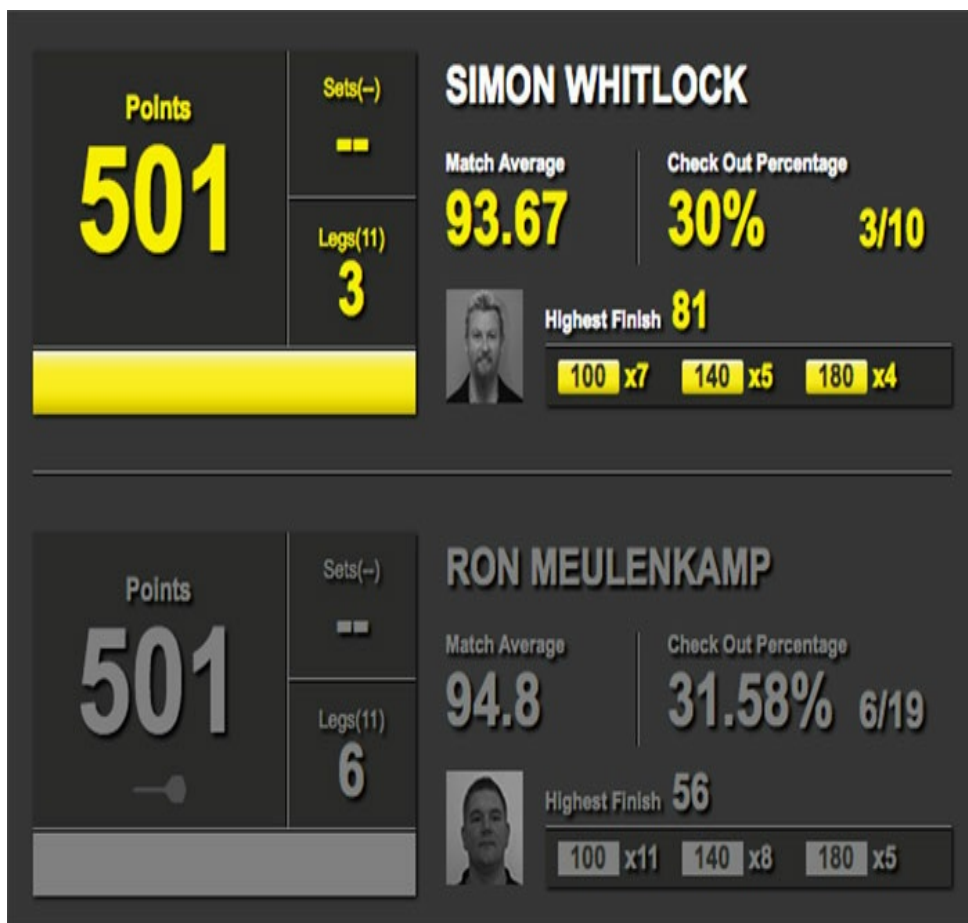 SIMON WHITLOCK
Points
501
Sets(--)
--
Legs(11)
3
Match Average
93.67
Check Out Percentage
30% 3/10
Highest Finish 81
100 x7 140 x5 180 x4
RON MEULENKAMP
Points
501
Sets(--)
--
Legs(11)
6
Match Average
94.8
Check Out Percentage
31.58% 6/19
Highest Finish 56
100 x11 140 x8 180 x5